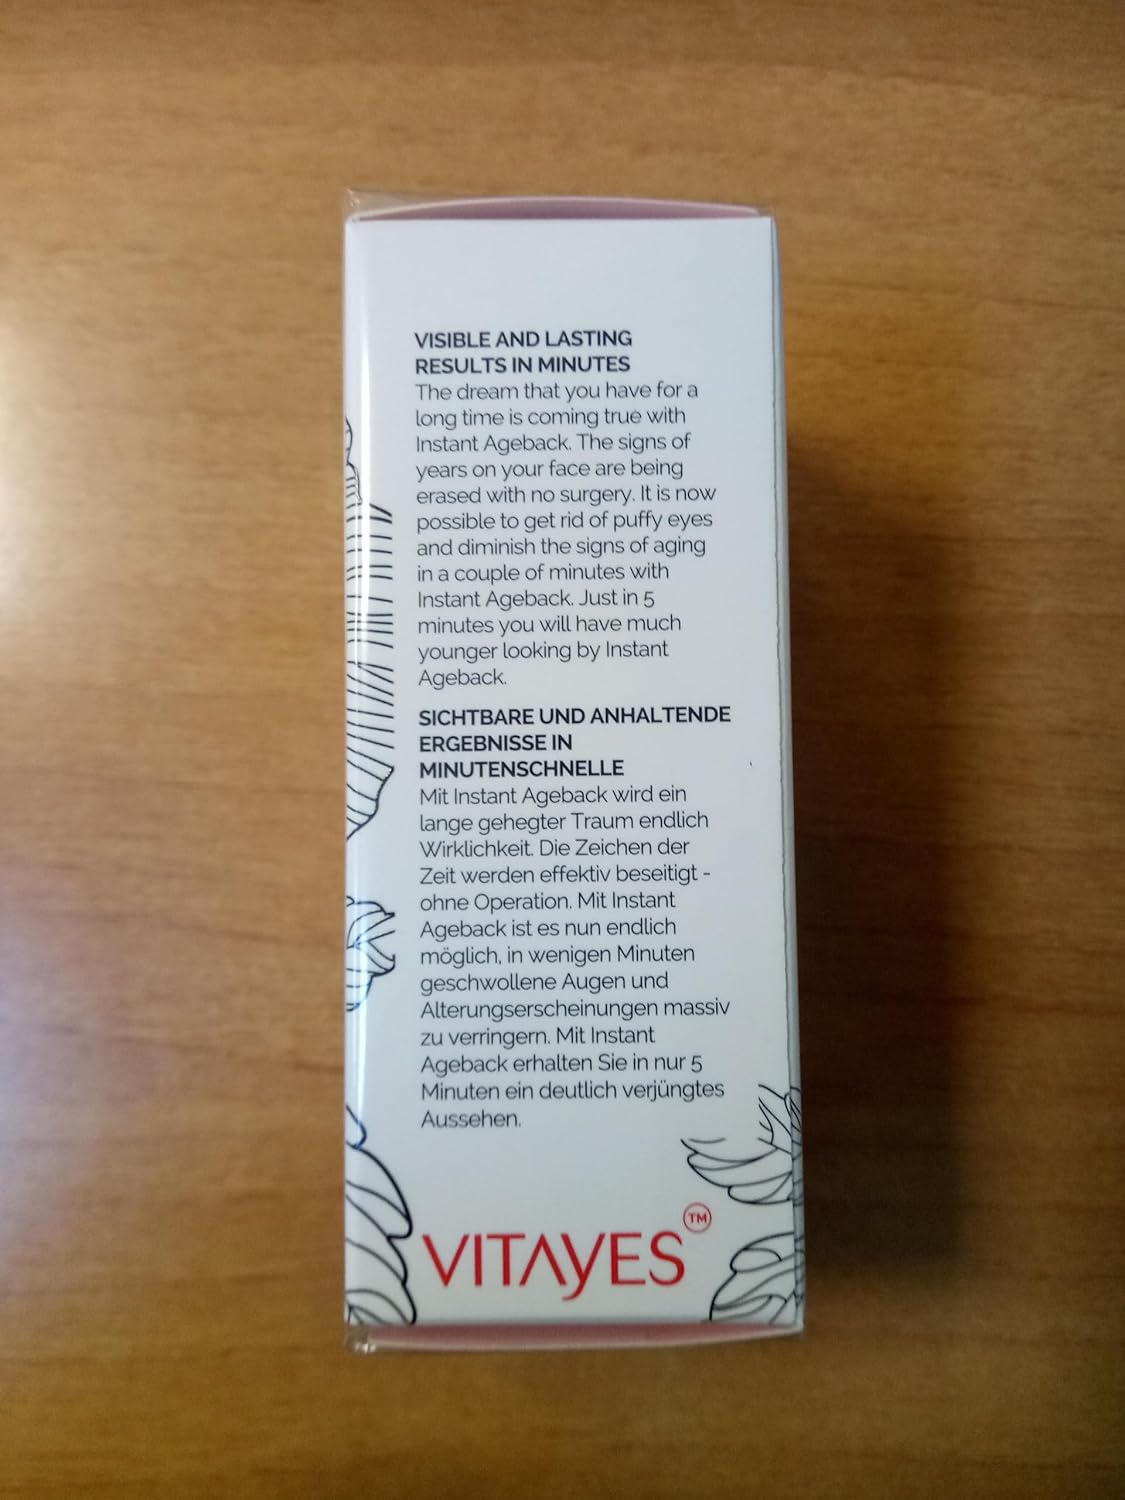 VISIBLE AND LASTING
RESULTS IN MINUTES
The dream that you have for a
long time is coming true with
Instant Ageback. The signs of
years on your face are being
erased with no surgery. It is now
possible to get rid of puffy eyes
and diminish the signs of aging
in a couple of minutes with
Instant Ageback. Just in 5
minutes you will have much
younger looking by Instant
Ageback.
SICHTBARE UND ANHALTENDE
ERGEBNISSE IN
MINUTENSCHNELLE
Mit Instant Ageback wird ein
lange gehegter Traum endlich
Wirklichkeit. Die Zeichen der
Zeit werden effektiv beseitigt -
ohne Operation. Mit Instant
Ageback ist es nun endlich
möglich, in wenigen Minuten
geschwollene Augen und
Alterungserscheinungen massiv
zu verringern. Mit Instant
Ageback erhalten Sie in nur 5
Minuten ein deutlich verjüngtes
Aussehen.
VITAYES TM